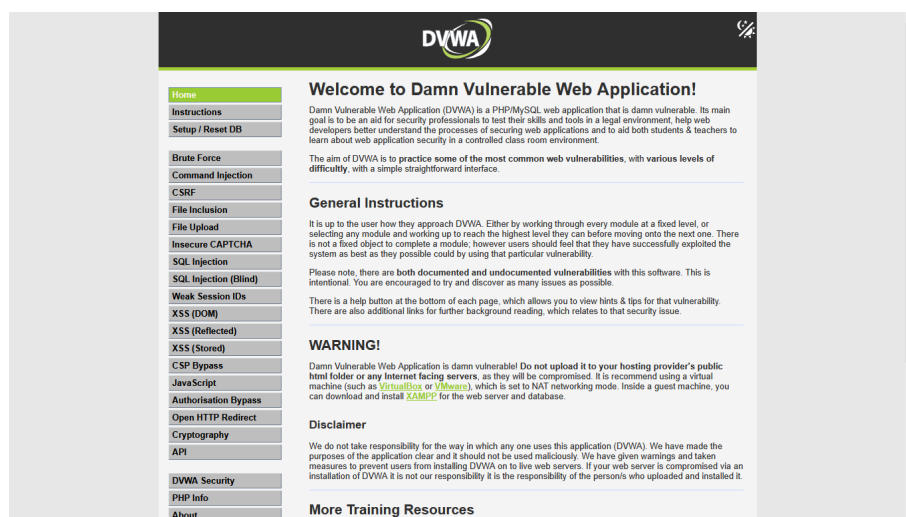 DVWA
Home
Instructions
Setup / Reset DB
Brute Force
Command Injection
CSRF
File Inclusion
File Upload
Insecure CAPTCHA
SQL Injection
SQL Injection (Blind)
Weak Session IDs
XSS (DOM)
XSS (Reflected)
XSS (Stored)
CSP Bypass
JavaScript
Authorisation Bypass
Open HTTP Redirect
Cryptography
API
DVWA Security
PHP Info
About
Welcome to Damn Vulnerable Web Application!
Damn Vulnerable Web Application (DVWA) is a PHP/MySQL web application that is damn vulnerable. Its main
goal is to be an aid for security professionals to test their skills and tools in a legal environment, help web
developers better understand the processes of securing web applications and to aid both students & teachers to
learn about web application security in a controlled class room environment.
The aim of DVWA is to practice some of the most common web vulnerabilities, with various levels of
difficultly, with a simple straightforward interface.
General Instructions
It is up to the user how they approach DVWA. Either by working through every module at a fixed level, or
selecting any module and working up to reach the highest level they can before moving onto the next one. There
is not a fixed object to complete a module; however users should feel that they have successfully exploited the
system as best as they possible could by using that particular vulnerability.
Please note, there are both documented and undocumented vulnerabilities with this software. This is
intentional. You are encouraged to try and discover as many issues as possible.
There is a help button at the bottom of each page, which allows you to view hints & tips for that vulnerability.
There are also additional links for further background reading, which relates to that security issue.
WARNING!
Damn Vulnerable Web Application is damn vulnerable! Do not upload it to your hosting provider's public
html folder or any Internet facing servers, as they will be compromised. It is recommend using a virtual
machine (such as VirtualBox or VMware), which is set to NAT networking mode. Inside a guest machine, you
can download and install XAMPP for the web server and database.
Disclaimer
We do not take responsibility for the way in which any one uses this application (DVWA). We have made the
purposes of the application clear and it should not be used maliciously. We have given warnings and taken
measures to prevent users from installing DVWA on to live web servers. If your web server is compromised via an
installation of DVWA it is not our responsibility it is the responsibility of the person/s who uploaded and installed it.
More Training Resources